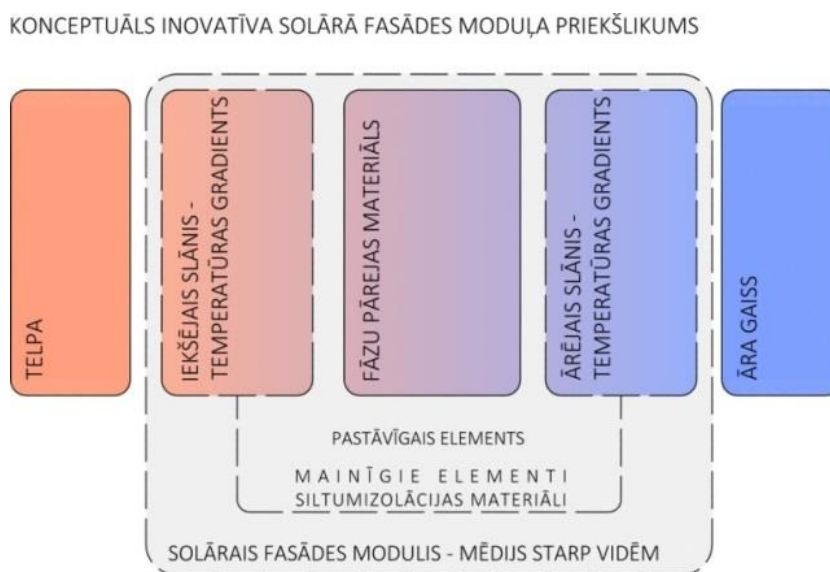 KONCEPTUĀLS INOVATĪVA SOLĀRĀ FASĀDES MODUĻA PRIEKŠLIKUMS
TELPA
IEKŠĒJAIS SLĀNIS -
TEMPERATŪRAS GRADIENTS
FĀZU PĀREJAS MATERIĀLS
ĀRĒJAIS SLĀNIS -
TEMPERATŪRAS GRADIENTS
ĀRA GAISS
PASTĀVĪGAIS ELEMENTS
MAINĪGIE ELEMENTI
SILTUMIZOLĀCIJAS MATERIĀLI
SOLĀRAIS FASĀDES MODULIS - MĒDIJS STARP VIDĒM